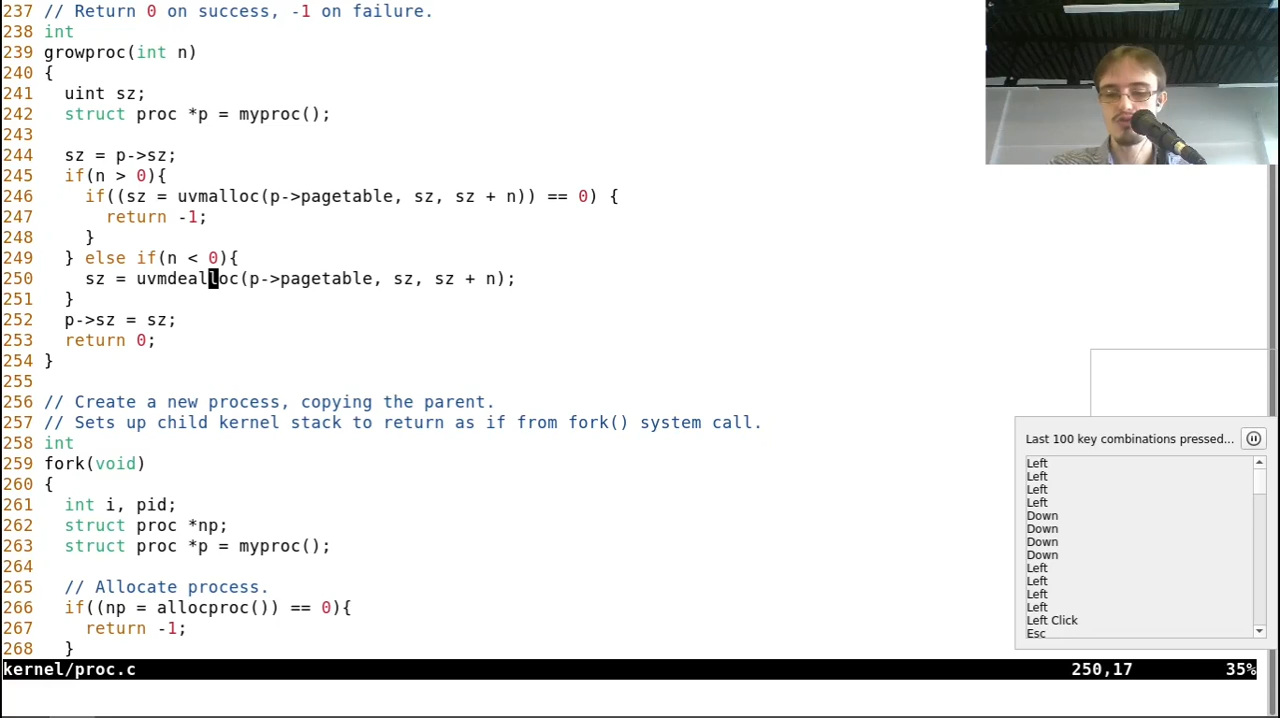 237 // Return 0 on success, -1 on failure.
238 int
239 growproc(int n)
240 {
241   uint sz;
242   struct proc *p = myproc();
243
244   sz = p->sz;
245   if(n > 0){
246     if((sz = uvmalloc(p->pagetable, sz, sz + n)) == 0) {
247       return -1;
248     }
249   } else if(n < 0){
250     sz = uvmdealloc(p->pagetable, sz, sz + n);
251   }
252   p->sz = sz;
253   return 0;
254 }
255
256 // Create a new process, copying the parent.
257 // Sets up child kernel stack to return as if from fork() system call.
258 int
259 fork(void)
260 {
261   int i, pid;
262   struct proc *np;
263   struct proc *p = myproc();
264
265   // Allocate process.
266   if((np = allocproc()) == 0){
267     return -1;
268   }
kernel/proc.c 250,17 35%
Last 100 key combinations pressed...
Left
Left
Left
Left
Down
Down
Down
Down
Left
Left
Left
Left
Left Click
Esc